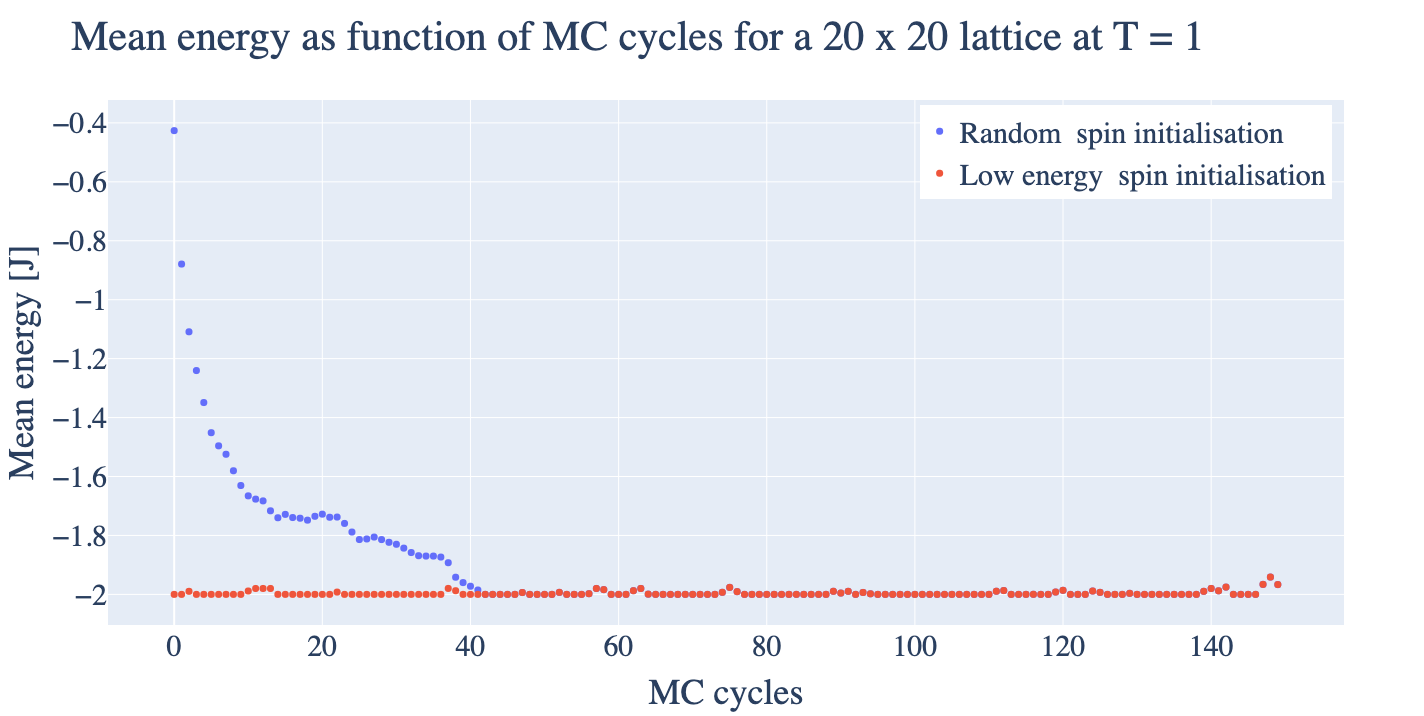 Mean energy as function of MC cycles for a 20 x 20 lattice at T = 1
Random  spin initialisation
Low energy  spin initialisation
Mean energy [J]
−0.4
−0.6
−0.8
−1
−1.2
−1.4
−1.6
−1.8
−2
0 20 40 60 80 100 120 140
MC cycles